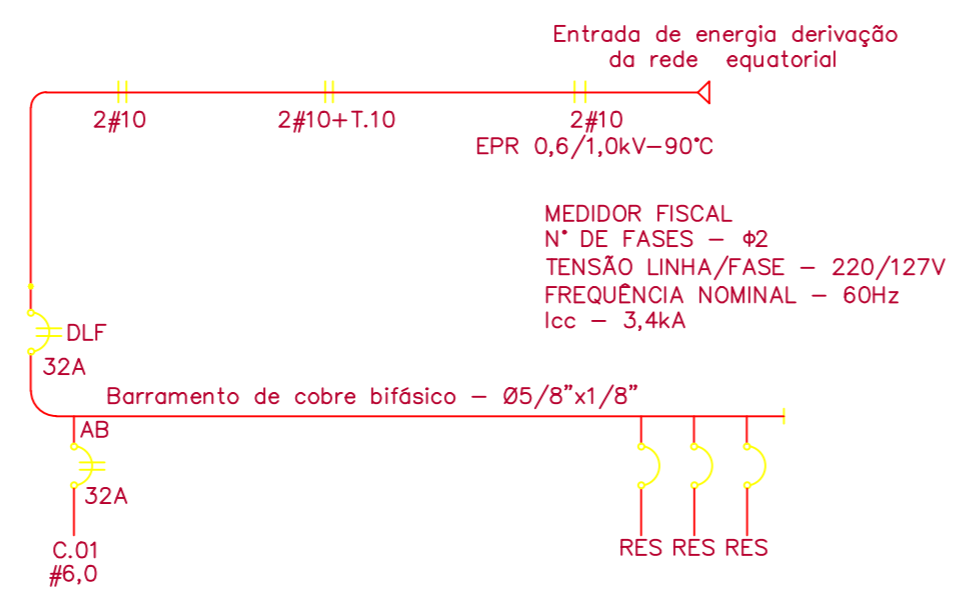 Entrada de energia derivação
da rede equatorial
2#10
2#10+T.10
2#10
EPR 0,6/1,0kV–90°C
MEDIDOR FISCAL
N° DE FASES – Φ2
TENSÃO LINHA/FASE – 220/127V
FREQUÊNCIA NOMINAL – 60Hz
Icc – 3,4kA
DLF
32A
Barramento de cobre bifásico – Ø5/8"x1/8"
AB
32A
C.01
#6,0
RES RES RES